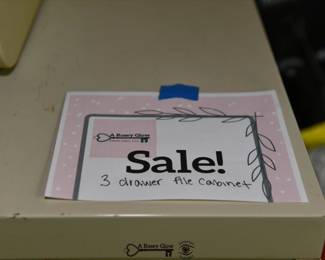 A Rosey Glow
Sale!
3 drawer file cabinet
A Rosey Glow